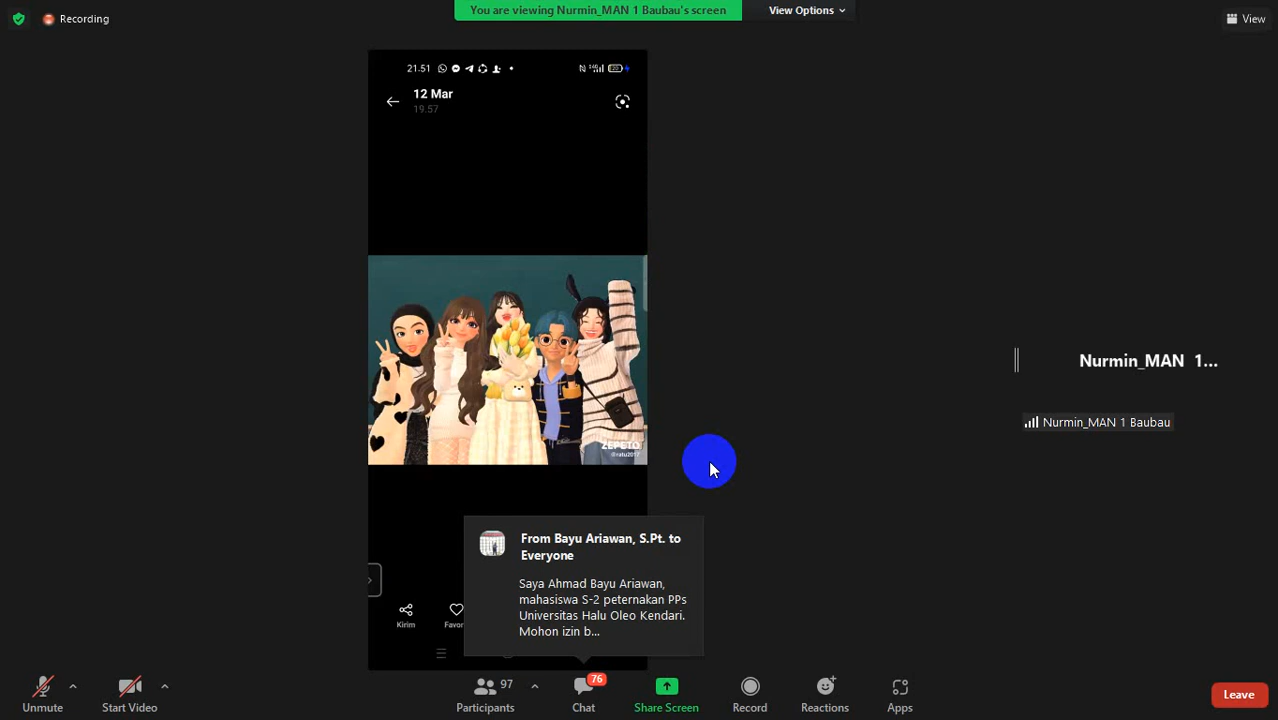 Recording
You are viewing Nurmin_MAN 1 Baubau's screen
View Options
View
21.51
12 Mar
19.57
ZEPETO
@ratu2017
Nurmin_MAN 1...
Nurmin_MAN 1 Baubau
From Bayu Ariawan, S.Pt. to
Everyone
Saya Ahmad Bayu Ariawan,
mahasiswa S-2 peternakan PPs
Universitas Halu Oleo Kendari.
Mohon izin b...
Kirim
Favor
Unmute
Start Video
97
Participants
76
Chat
Share Screen
Record
Reactions
Apps
Leave